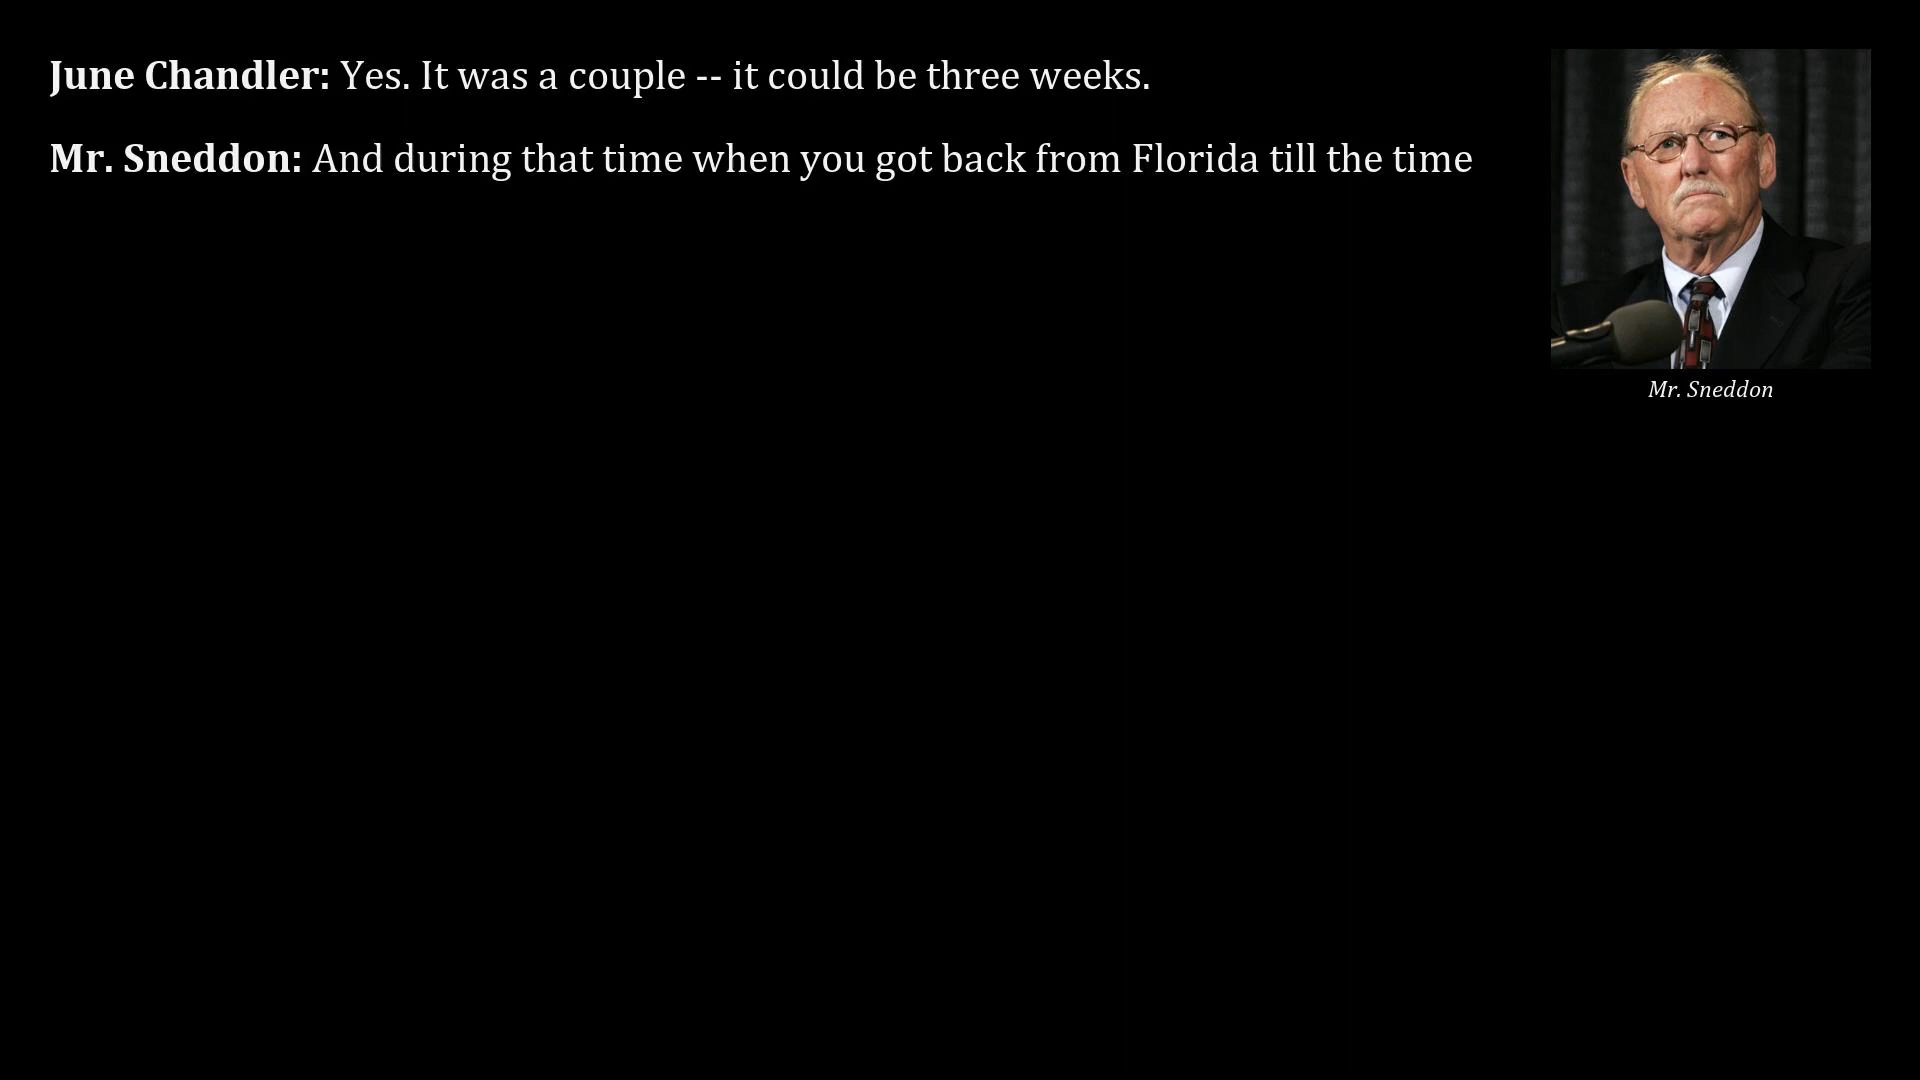 June Chandler: Yes. It was a couple -- it could be three weeks.
Mr. Sneddon: And during that time when you got back from Florida till the time
Mr. Sneddon